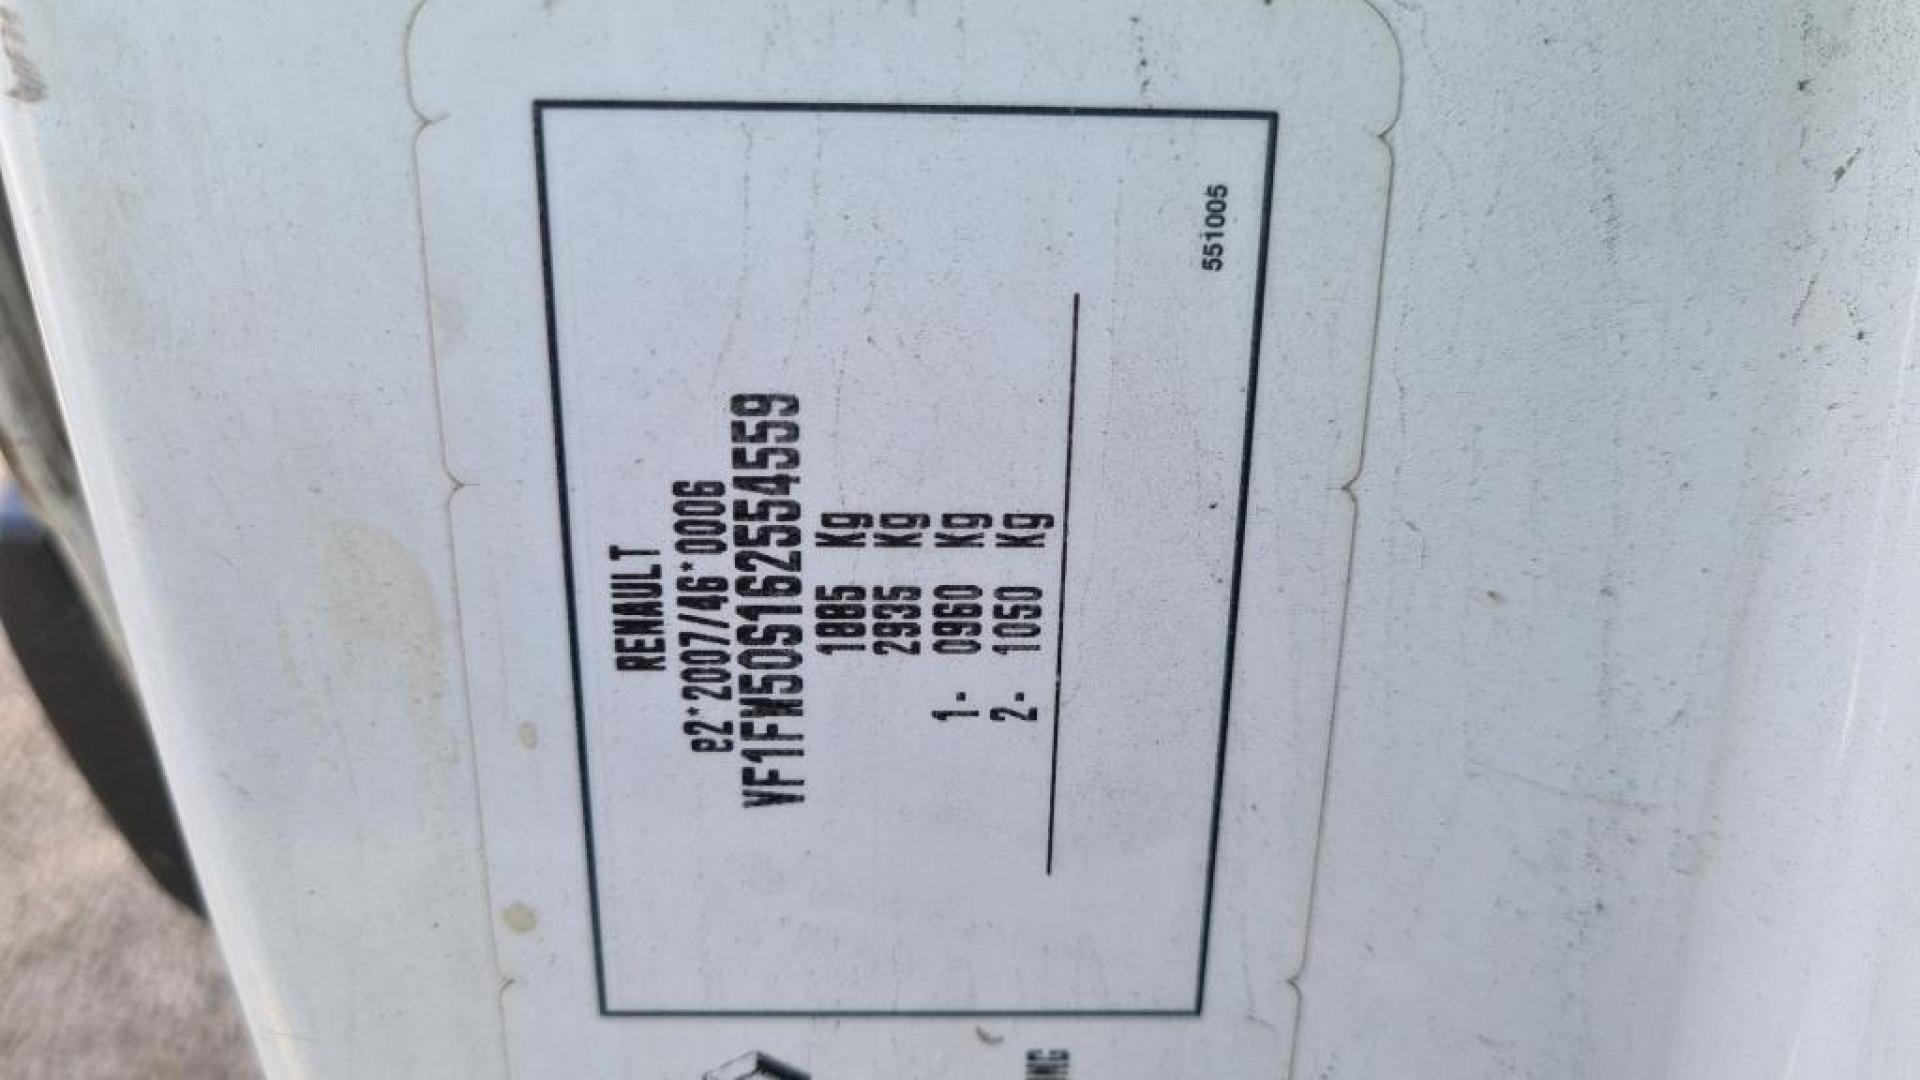 RENAULT
e2*2007/46*0006
VF1FW50S162554559
1885 Kg
2935 Kg
1- 0960 Kg
2- 1050 Kg
551005